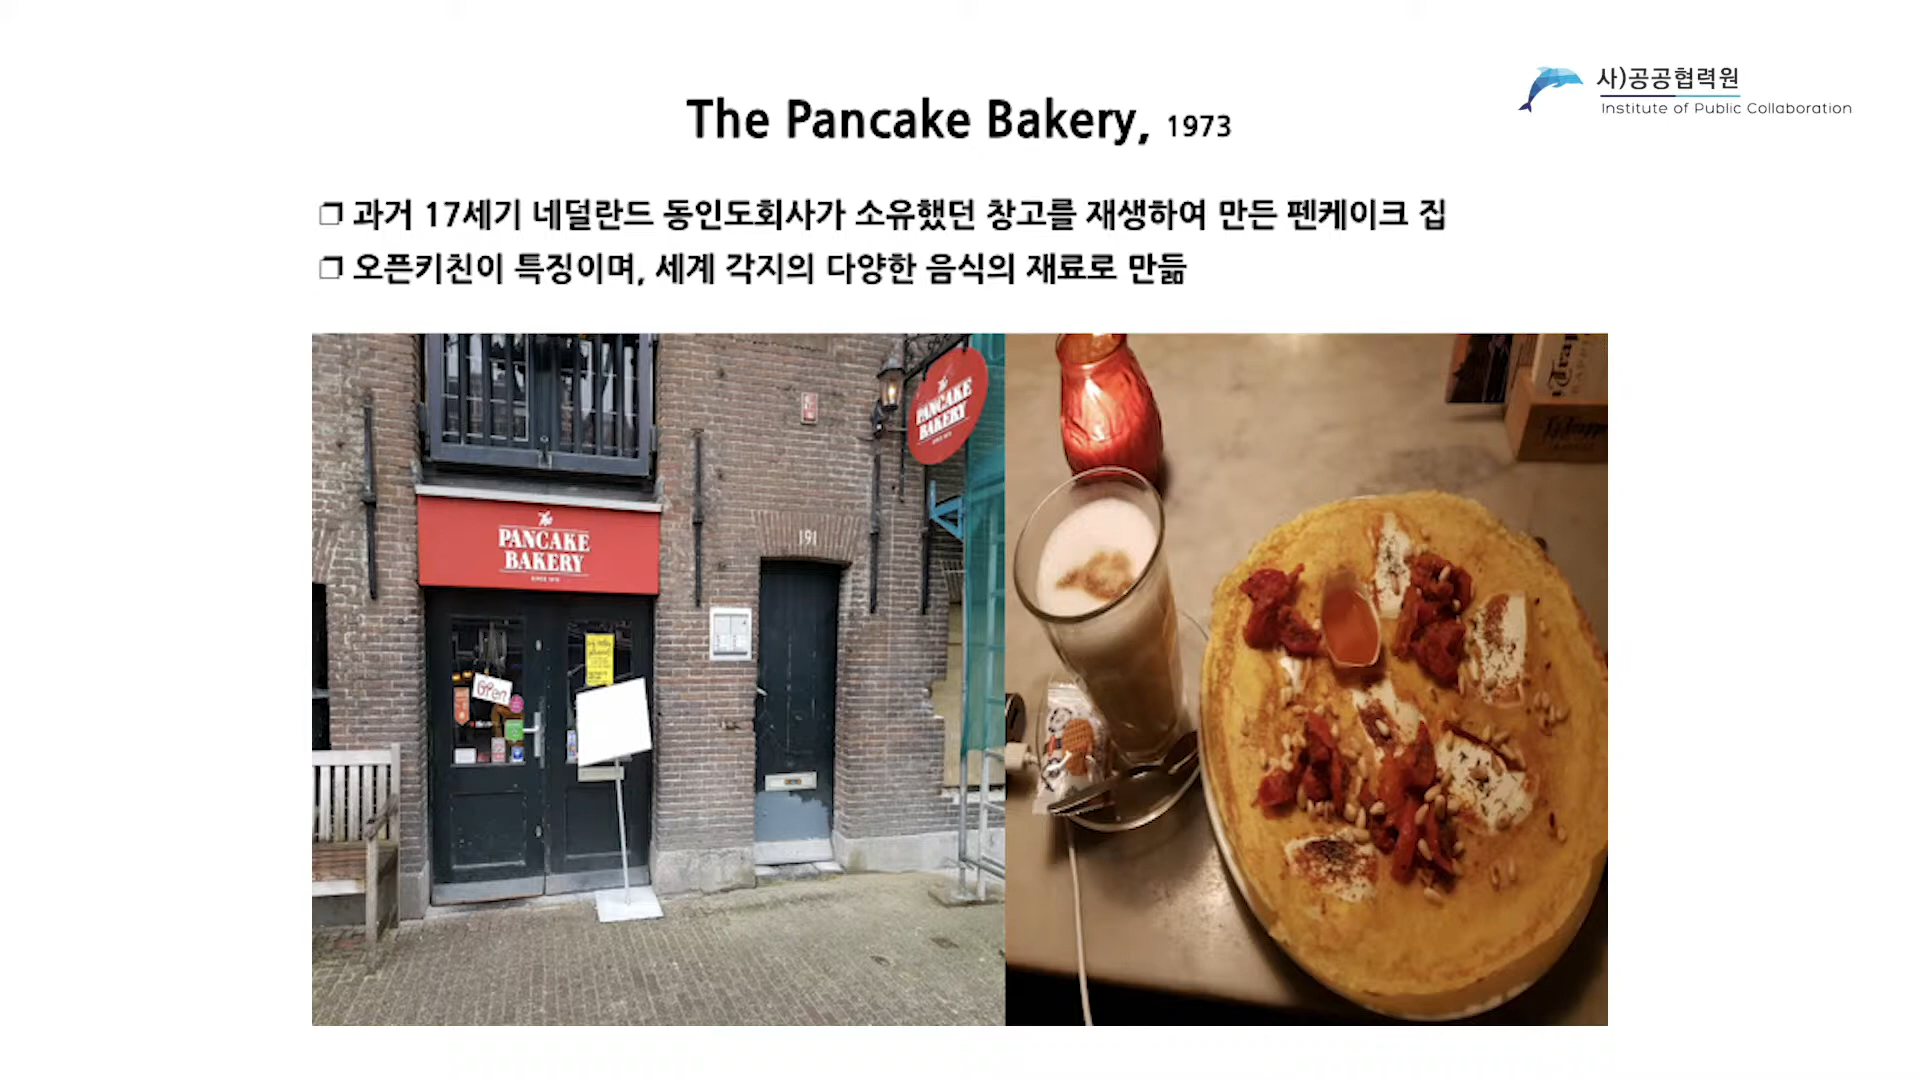 사)공공협력원
Institute of Public Collaboration
The Pancake Bakery, 1973
❐ 과거 17세기 네덜란드 동인도회사가 소유했던 창고를 재생하여 만든 펜케이크 집
❐ 오픈키친이 특징이며, 세계 각지의 다양한 음식의 재료로 만듦
The
PANCAKE
BAKERY
The
PANCAKE
BAKERY
191
Open